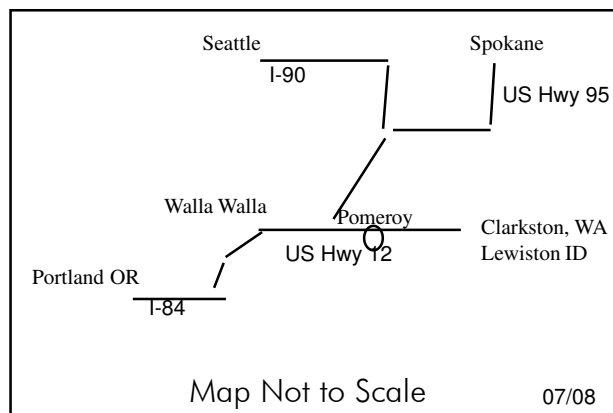 Seattle
Spokane
I-90
US Hwy 95
Walla Walla
Pomeroy
Clarkston, WA
Lewiston ID
US Hwy 12
Portland OR
I-84
Map Not to Scale
07/08